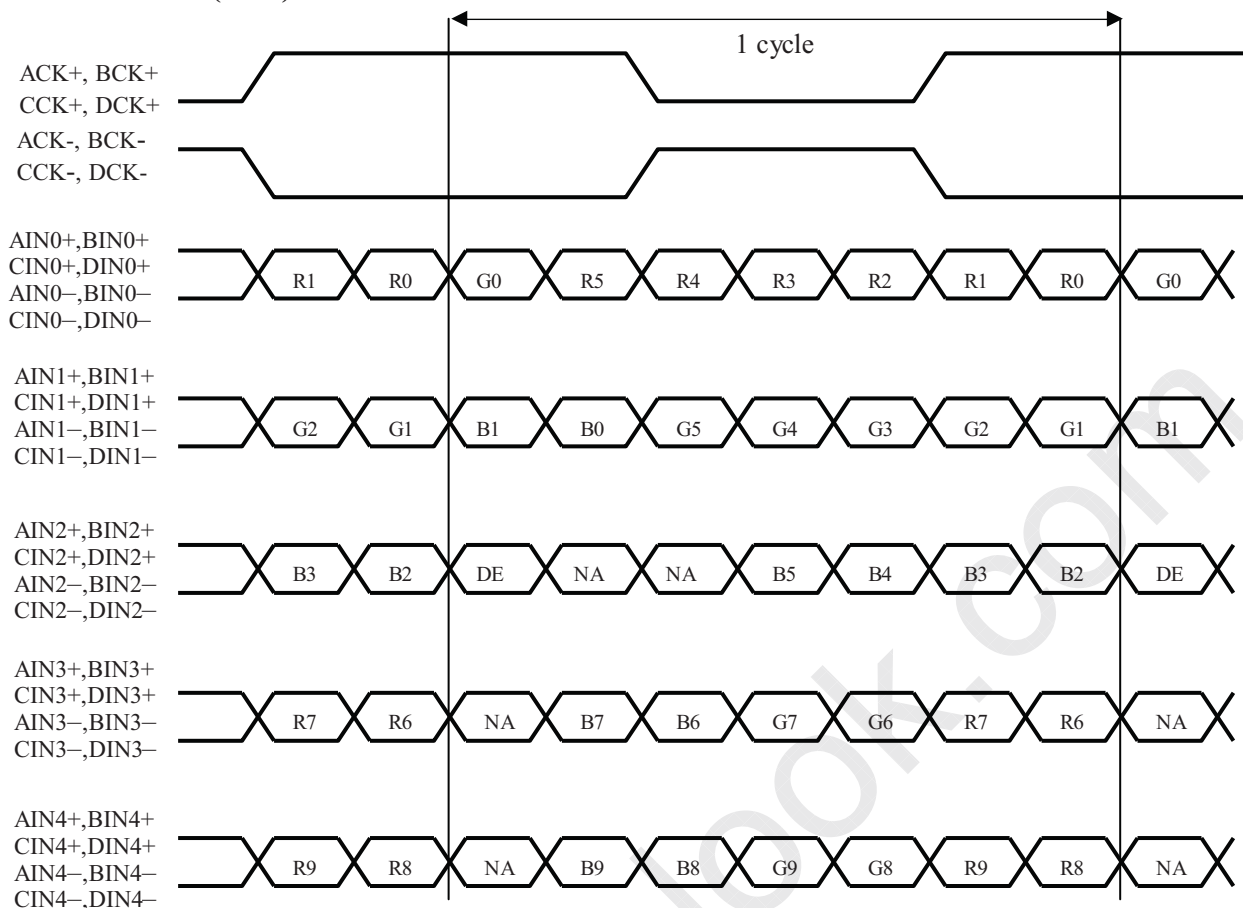 1 cycle
ACK+, BCK+
CCK+, DCK+
ACK-, BCK-
CCK-, DCK-
AIN0+,BIN0+
CIN0+,DIN0+
AIN0–,BIN0-
CIN0–,DIN0–
R1 R0 G0 R5 R4 R3 R2 R1 R0 G0
AIN1+,BIN1+
CIN1+,DIN1+
AIN1–,BIN1-
CIN1–,DIN1–
G2 G1 B1 B0 G5 G4 G3 G2 G1 B1
AIN2+,BIN2+
CIN2+,DIN2+
AIN2–,BIN2-
CIN2–,DIN2–
B3 B2 DE NA NA B5 B4 B3 B2 DE
AIN3+,BIN3+
CIN3+,DIN3+
AIN3–,BIN3-
CIN3–,DIN3–
R7 R6 NA B7 B6 G7 G6 R7 R6 NA
AIN4+,BIN4+
CIN4+,DIN4+
AIN4–,BIN4-
CIN4–,DIN4–
R9 R8 NA B9 B8 G9 G8 R9 R8 NA
look.com